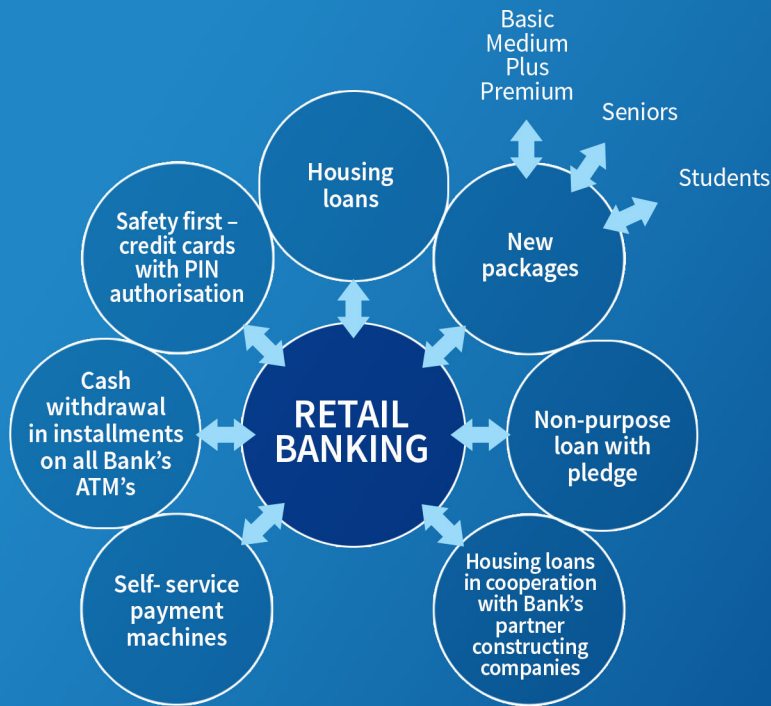 Basic
Medium
Plus
Premium
Seniors
Students
Housing
loans
New
packages
Safety first –
credit cards
with PIN
authorisation
Cash
withdrawal
in installments
on all Bank's
ATM's
RETAIL
BANKING
Non-purpose
loan with
pledge
Self- service
payment
machines
Housing loans
in cooperation
with Bank's
partner
constructing
companies